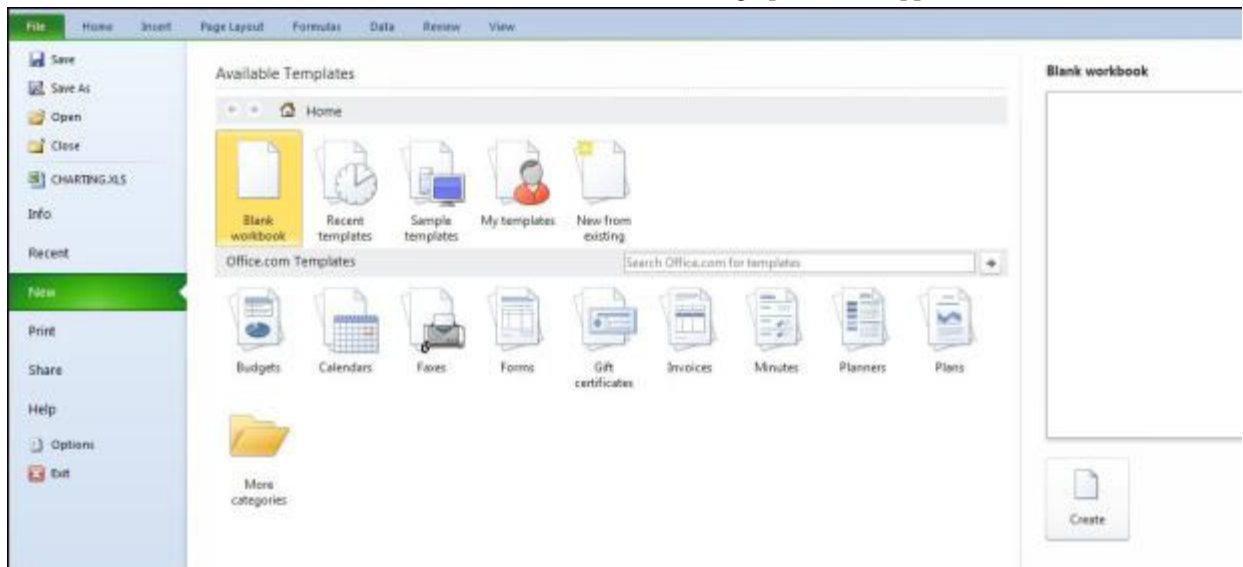 File Home Insert Page Layout Formulas Data Review View
Save
Save As
Open
Close
CHARTING.XLS
Info
Recent
New
Print
Share
Help
Options
Exit
Available Templates
Home
Blank workbook
Recent templates
Sample templates
My templates
New from existing
Office.com Templates
Search Office.com for templates
Budgets
Calendars
Faxes
Forms
Gift certificates
Invoices
Minutes
Planners
Plans
More categories
Blank workbook
Create